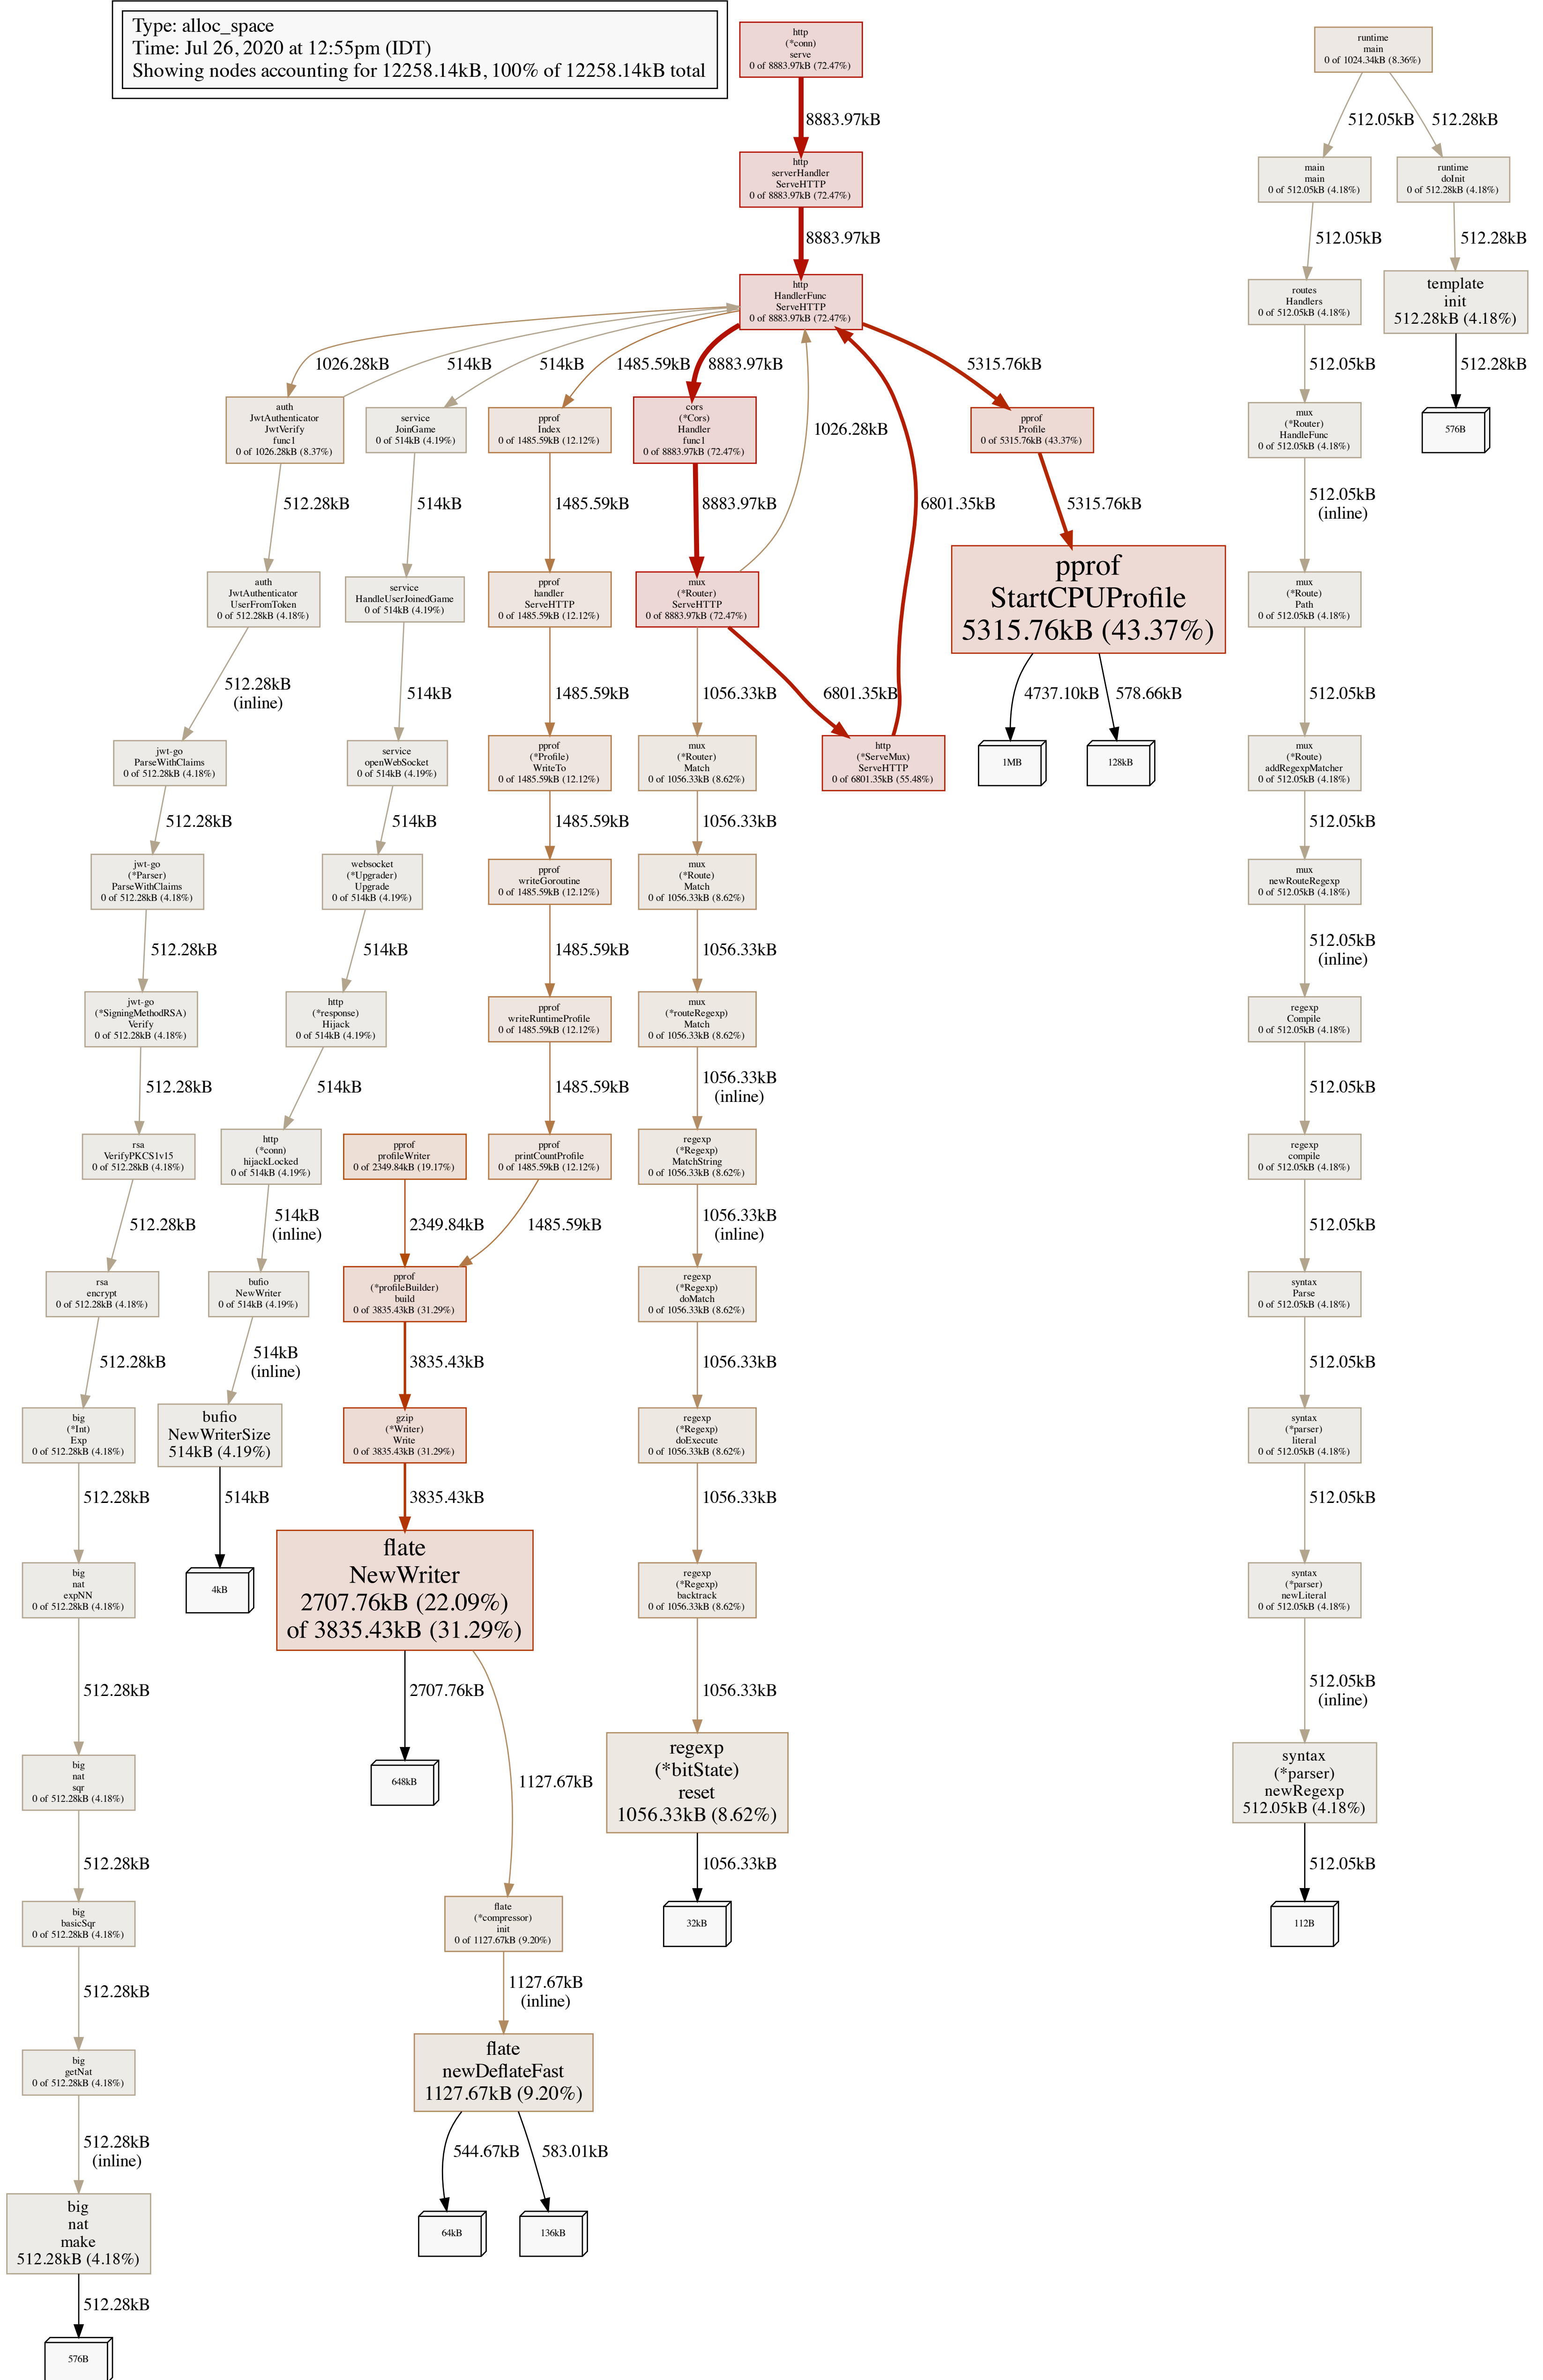 Type: alloc_space
Time: Jul 26, 2020 at 12:55pm (IDT)
Showing nodes accounting for 12258.14kB, 100% of 12258.14kB total
http
(*conn)
serve
0 of 8883.97kB (72.47%)
runtime
main
0 of 1024.34kB (8.36%)
8883.97kB
512.05kB
512.28kB
http
serverHandler
ServeHTTP
0 of 8883.97kB (72.47%)
main
main
0 of 512.05kB (4.18%)
runtime
doInit
0 of 512.28kB (4.18%)
8883.97kB
512.05kB
512.28kB
http
HandlerFunc
ServeHTTP
0 of 8883.97kB (72.47%)
routes
Handlers
0 of 512.05kB (4.18%)
template
init
512.28kB (4.18%)
1026.28kB
514kB
514kB
1485.59kB
8883.97kB
5315.76kB
512.05kB
512.28kB
auth
JwtAuthenticator
JwtVerify
func1
0 of 1026.28kB (8.37%)
service
JoinGame
0 of 514kB (4.19%)
pprof
Index
0 of 1485.59kB (12.12%)
cors
(*Cors)
Handler
func1
0 of 8883.97kB (72.47%)
1026.28kB
pprof
Profile
0 of 5315.76kB (43.37%)
mux
(*Router)
HandleFunc
0 of 512.05kB (4.18%)
576B
512.28kB
514kB
1485.59kB
8883.97kB
6801.35kB
5315.76kB
512.05kB
(inline)
auth
JwtAuthenticator
UserFromToken
0 of 512.28kB (4.18%)
service
HandleUserJoinedGame
0 of 514kB (4.19%)
pprof
handler
ServeHTTP
0 of 1485.59kB (12.12%)
mux
(*Router)
ServeHTTP
0 of 8883.97kB (72.47%)
pprof
StartCPUProfile
5315.76kB (43.37%)
mux
(*Route)
Path
0 of 512.05kB (4.18%)
512.28kB
(inline)
514kB
1485.59kB
1056.33kB
6801.35kB
4737.10kB
578.66kB
512.05kB
jwt-go
ParseWithClaims
0 of 512.28kB (4.18%)
service
openWebSocket
0 of 514kB (4.19%)
pprof
(*Profile)
WriteTo
0 of 1485.59kB (12.12%)
mux
(*Router)
Match
0 of 1056.33kB (8.62%)
http
(*ServeMux)
ServeHTTP
0 of 6801.35kB (55.48%)
1MB
128kB
mux
(*Route)
addRegexpMatcher
0 of 512.05kB (4.18%)
512.28kB
514kB
1485.59kB
1056.33kB
512.05kB
jwt-go
(*Parser)
ParseWithClaims
0 of 512.28kB (4.18%)
websocket
(*Upgrader)
Upgrade
0 of 514kB (4.19%)
pprof
writeGoroutine
0 of 1485.59kB (12.12%)
mux
(*Route)
Match
0 of 1056.33kB (8.62%)
mux
newRouteRegexp
0 of 512.05kB (4.18%)
512.28kB
514kB
1485.59kB
1056.33kB
512.05kB
(inline)
jwt-go
(*SigningMethodRSA)
Verify
0 of 512.28kB (4.18%)
http
(*response)
Hijack
0 of 514kB (4.19%)
pprof
writeRuntimeProfile
0 of 1485.59kB (12.12%)
mux
(*routeRegexp)
Match
0 of 1056.33kB (8.62%)
regexp
Compile
0 of 512.05kB (4.18%)
512.28kB
514kB
1485.59kB
1056.33kB
(inline)
512.05kB
rsa
VerifyPKCS1v15
0 of 512.28kB (4.18%)
http
(*conn)
hijackLocked
0 of 514kB (4.19%)
pprof
profileWriter
0 of 2349.84kB (19.17%)
pprof
printCountProfile
0 of 1485.59kB (12.12%)
regexp
(*Regexp)
MatchString
0 of 1056.33kB (8.62%)
regexp
compile
0 of 512.05kB (4.18%)
512.28kB
514kB
(inline)
2349.84kB
1485.59kB
1056.33kB
(inline)
512.05kB
rsa
encrypt
0 of 512.28kB (4.18%)
bufio
NewWriter
0 of 514kB (4.19%)
pprof
(*profileBuilder)
build
0 of 3835.43kB (31.29%)
regexp
(*Regexp)
doMatch
0 of 1056.33kB (8.62%)
syntax
Parse
0 of 512.05kB (4.18%)
512.28kB
514kB
(inline)
3835.43kB
1056.33kB
512.05kB
big
(*Int)
Exp
0 of 512.28kB (4.18%)
bufio
NewWriterSize
514kB (4.19%)
gzip
(*Writer)
Write
0 of 3835.43kB (31.29%)
regexp
(*Regexp)
doExecute
0 of 1056.33kB (8.62%)
syntax
(*parser)
literal
0 of 512.05kB (4.18%)
512.28kB
514kB
3835.43kB
1056.33kB
512.05kB
big
nat
expNN
0 of 512.28kB (4.18%)
4kB
flate
NewWriter
2707.76kB (22.09%)
of 3835.43kB (31.29%)
regexp
(*Regexp)
backtrack
0 of 1056.33kB (8.62%)
syntax
(*parser)
newLiteral
0 of 512.05kB (4.18%)
512.28kB
2707.76kB
1056.33kB
512.05kB
(inline)
big
nat
sqr
0 of 512.28kB (4.18%)
648kB
1127.67kB
regexp
(*bitState)
reset
1056.33kB (8.62%)
syntax
(*parser)
newRegexp
512.05kB (4.18%)
512.28kB
1056.33kB
512.05kB
big
basicSqr
0 of 512.28kB (4.18%)
flate
(*compressor)
init
0 of 1127.67kB (9.20%)
32kB
112B
512.28kB
1127.67kB
(inline)
big
getNat
0 of 512.28kB (4.18%)
flate
newDeflateFast
1127.67kB (9.20%)
512.28kB
(inline)
544.67kB
583.01kB
big
nat
make
512.28kB (4.18%)
64kB
136kB
512.28kB
576B